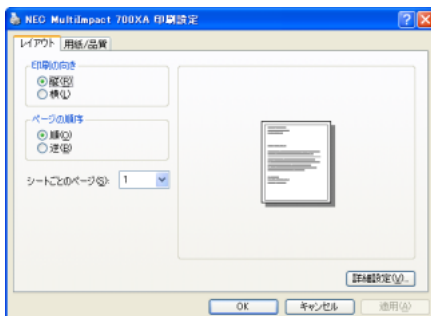 NEC MultiImpact 700XA 印刷設定
レイアウト 用紙/品質
印刷の向き
縦(R)
横(L)
ページの順序
順(O)
逆(B)
シートごとのページ(S): 1
詳細設定(V)...
OK キャンセル 適用(A)